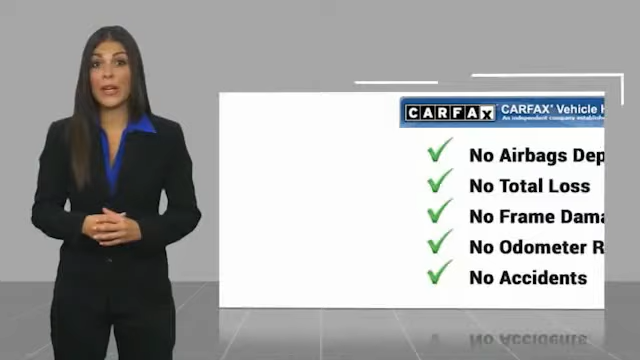 CARFAX CARFAX® Vehicle H
An independent company establish
No Airbags Dep
No Total Loss
No Frame Dama
No Odometer R
No Accidents